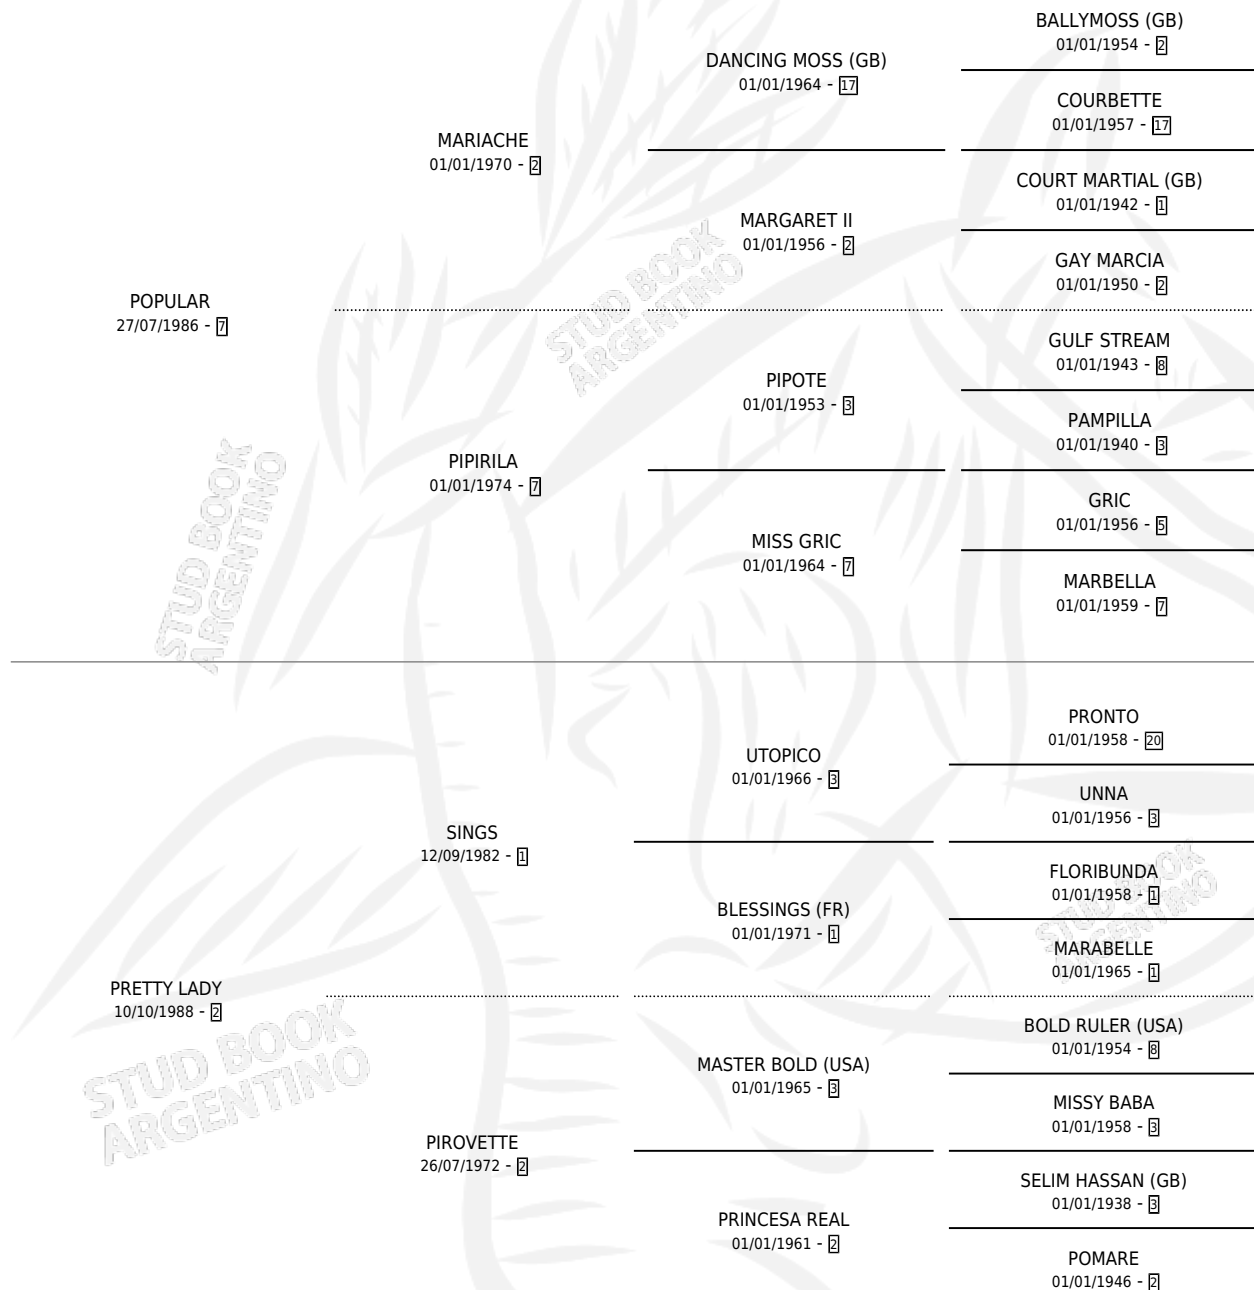 BALLYMOSS (GB)
01/01/1954 - 2
DANCING MOSS (GB)
01/01/1964 - 17
COURBETTE
01/01/1957 - 17
MARIACHE
01/01/1970 - 2
COURT MARTIAL (GB)
01/01/1942 - 1
MARGARET II
01/01/1956 - 2
GAY MARCIA
01/01/1950 - 2
POPULAR
27/07/1986 - 7
GULF STREAM
01/01/1943 - 8
PIPOTE
01/01/1953 - 3
PAMPILLA
01/01/1940 - 3
PIPIRILA
01/01/1974 - 7
GRIC
01/01/1956 - 5
MISS GRIC
01/01/1964 - 7
MARBELLA
01/01/1959 - 7
PRONTO
01/01/1958 - 20
UTOPICO
01/01/1966 - 3
UNNA
01/01/1956 - 3
SINGS
12/09/1982 - 1
FLORIBUNDA
01/01/1958 - 1
BLESSINGS (FR)
01/01/1971 - 1
MARABELLE
01/01/1965 - 1
PRETTY LADY
10/10/1988 - 2
BOLD RULER (USA)
01/01/1954 - 8
MASTER BOLD (USA)
01/01/1965 - 3
MISSY BABA
01/01/1958 - 3
PIROVETTE
26/07/1972 - 2
SELIM HASSAN (GB)
01/01/1938 - 3
PRINCESA REAL
01/01/1961 - 2
POMARE
01/01/1946 - 2
STUD BOOK
ARGENTINO
STUD BOOK
ARGENTINO
STUD BOOK
ARGENTINO
STUD BOOK
ARGENTINO